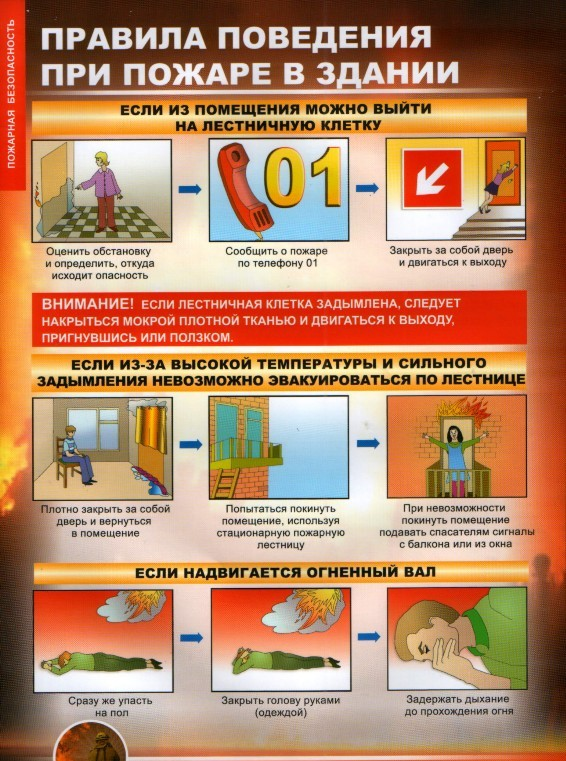 ПОЖАРНАЯ БЕЗОПАСНОСТЬ
ПРАВИЛА ПОВЕДЕНИЯ
ПРИ ПОЖАРЕ В ЗДАНИИ
ЕСЛИ ИЗ ПОМЕЩЕНИЯ МОЖНО ВЫЙТИ
НА ЛЕСТНИЧНУЮ КЛЕТКУ
01
Оценить обстановку
и определить, откуда
исходит опасность
Сообщить о пожаре
по телефону 01
Закрыть за собой дверь
и двигаться к выходу
ВНИМАНИЕ! ЕСЛИ ЛЕСТНИЧНАЯ КЛЕТКА ЗАДЫМЛЕНА, СЛЕДУЕТ
НАКРЫТЬСЯ МОКРОЙ ПЛОТНОЙ ТКАНЬЮ И ДВИГАТЬСЯ К ВЫХОДУ,
ПРИГНУВШИСЬ ИЛИ ПОЛЗКОМ.
ЕСЛИ ИЗ-ЗА ВЫСОКОЙ ТЕМПЕРАТУРЫ И СИЛЬНОГО
ЗАДЫМЛЕНИЯ НЕВОЗМОЖНО ЭВАКУИРОВАТЬСЯ ПО ЛЕСТНИЦЕ
Плотно закрыть за собой
дверь и вернуться
в помещение
Попытаться покинуть
помещение, используя
стационарную пожарную
лестницу
При невозможности
покинуть помещение
подавать спасателям сигналы
с балкона или из окна
ЕСЛИ НАДВИГАЕТСЯ ОГНЕННЫЙ ВАЛ
Сразу же упасть
на пол
Закрыть голову руками
(одеждой)
Задержать дыхание
до прохождения огня